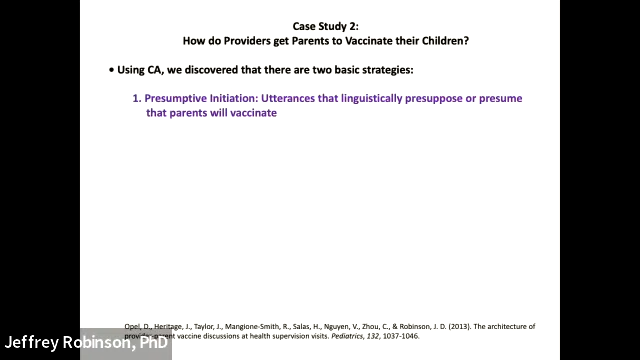 Case Study 2:
How do Providers get Parents to Vaccinate their Children?
• Using CA, we discovered that there are two basic strategies:
1. Presumptive Initiation: Utterances that linguistically presuppose or presume
that parents will vaccinate
Opel, D., Heritage, J., Taylor, J., Mangione-Smith, R., Salas, H., Nguyen, V., Zhou, C., & Robinson, J. D. (2013). The architecture of
provider-parent vaccine discussions at health supervision visits. Pediatrics, 132, 1037-1046.
Jeffrey Robinson, PhD